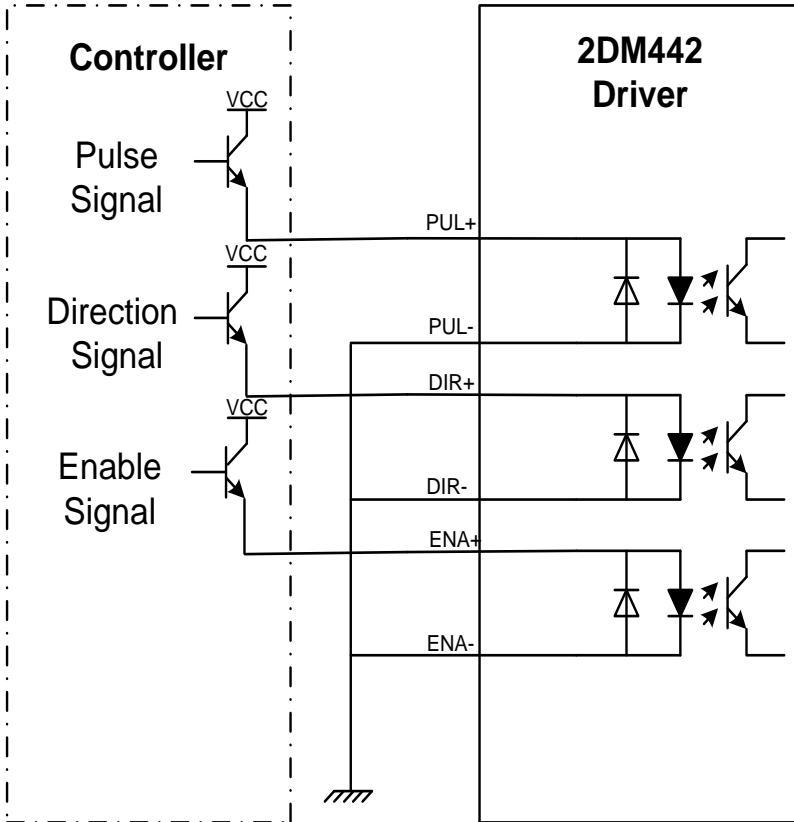 Controller
2DM442
Driver
VCC
Pulse
Signal
PUL+
VCC
Direction
Signal
PUL-
DIR+
VCC
Enable
Signal
DIR-
ENA+
ENA-